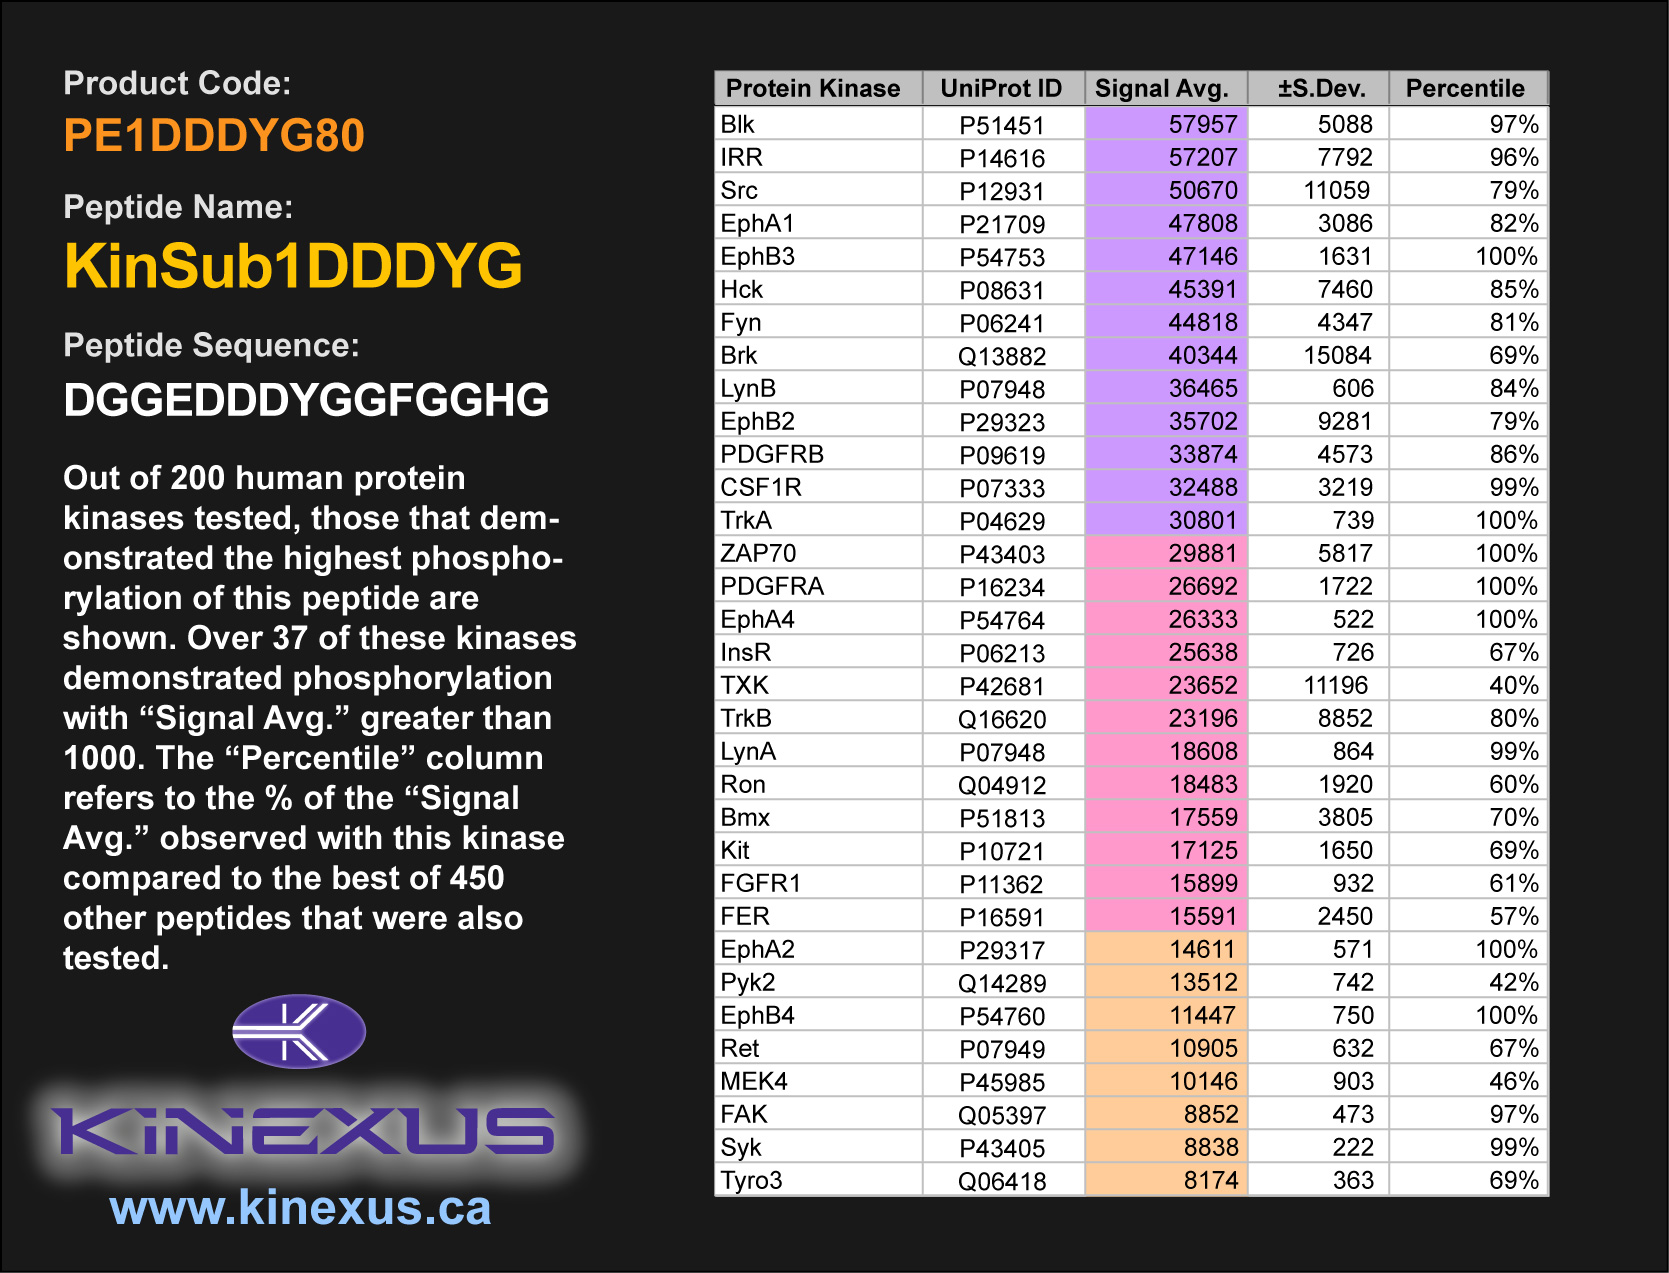 Product Code:
PE1DDDYG80
Peptide Name:
KinSub1DDDYG
Peptide Sequence:
DGGEDDDYGGFGGHG
Out of 200 human protein
kinases tested, those that dem-
onstrated the highest phospho-
rylation of this peptide are
shown. Over 37 of these kinases
demonstrated phosphorylation
with “Signal Avg.” greater than
1000. The “Percentile” column
refers to the % of the “Signal
Avg.” observed with this kinase
compared to the best of 450
other peptides that were also
tested.
KINEXUS
www.kinexus.ca
Protein Kinase UniProt ID Signal Avg. ±S.Dev. Percentile
Blk P51451 57957 5088 97%
IRR P14616 57207 7792 96%
Src P12931 50670 11059 79%
EphA1 P21709 47808 3086 82%
EphB3 P54753 47146 1631 100%
Hck P08631 45391 7460 85%
Fyn P06241 44818 4347 81%
Brk Q13882 40344 15084 69%
LynB P07948 36465 606 84%
EphB2 P29323 35702 9281 79%
PDGFRB P09619 33874 4573 86%
CSF1R P07333 32488 3219 99%
TrkA P04629 30801 739 100%
ZAP70 P43403 29881 5817 100%
PDGFRA P16234 26692 1722 100%
EphA4 P54764 26333 522 100%
InsR P06213 25638 726 67%
TXK P42681 23652 11196 40%
TrkB Q16620 23196 8852 80%
LynA P07948 18608 864 99%
Ron Q04912 18483 1920 60%
Bmx P51813 17559 3805 70%
Kit P10721 17125 1650 69%
FGFR1 P11362 15899 932 61%
FER P16591 15591 2450 57%
EphA2 P29317 14611 571 100%
Pyk2 Q14289 13512 742 42%
EphB4 P54760 11447 750 100%
Ret P07949 10905 632 67%
MEK4 P45985 10146 903 46%
FAK Q05397 8852 473 97%
Syk P43405 8838 222 99%
Tyro3 Q06418 8174 363 69%